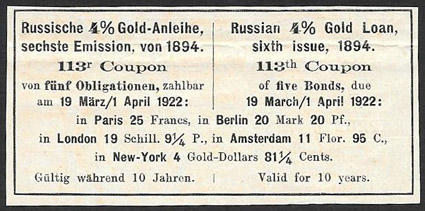 Russische 4% Gold-Anleihe,
sechste Emission, von 1894.
113r Coupon
von fünf Obligationen, zahlbar
am 19 März/1 April 1922:
Russian 4% Gold Loan,
sixth issue, 1894.
113th Coupon
of five Bonds, due
19 March/1 April 1922:
in Paris 25 Francs, in Berlin 20 Mark 20 Pf.,
in London 19 Schill. 9¼ P., in Amsterdam 11 Flor. 95 C.,
in New-York 4 Gold-Dollars 81¼ Cents.
Gültig während 10 Jahren.
Valid for 10 years.